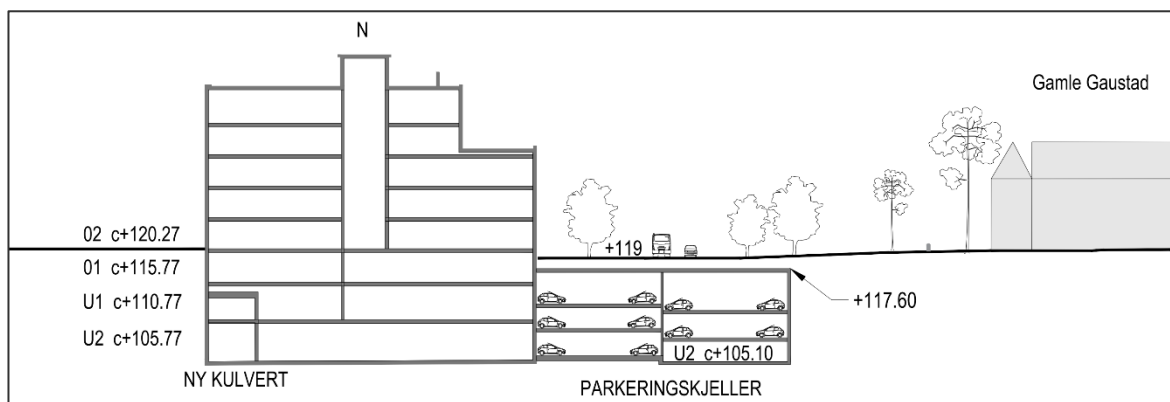 N
Gamle Gaustad
02 c+120.27
+119
01 c+115.77
U1 c+110.77
+117.60
U2 c+105.77
U2 c+105.10
NY KULVERT
PARKERINGSKJELLER